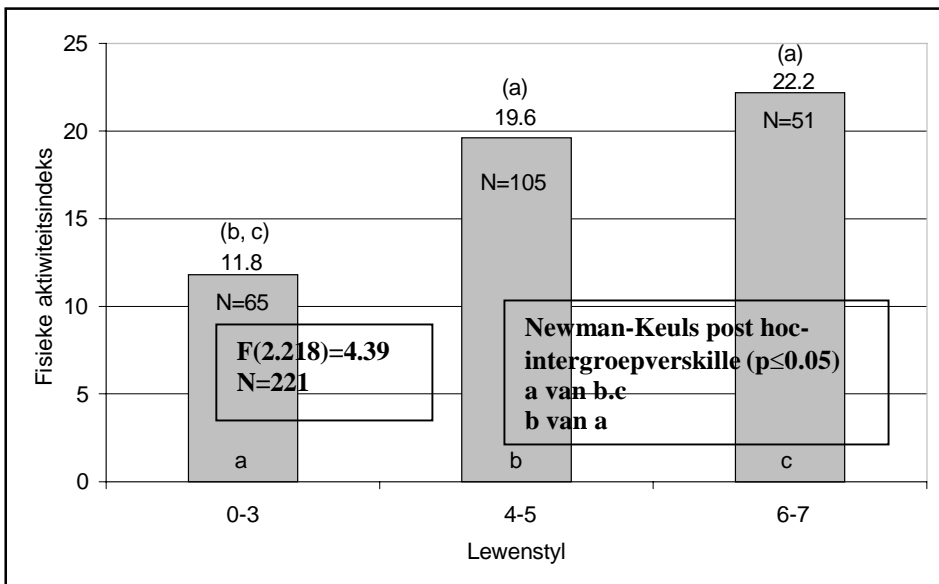 Fisieke aktiwiteitsindeks
25
20
15
10
5
0
(b, c)
11.8
N=65
a
(a)
19.6
N=105
b
(a)
22.2
N=51
c
F(2.218)=4.39
N=221
Newman-Keuls post hoc-
intergroepverskille (p≤0.05)
a van b.c
b van a
0-3
4-5
6-7
Lewenstyl